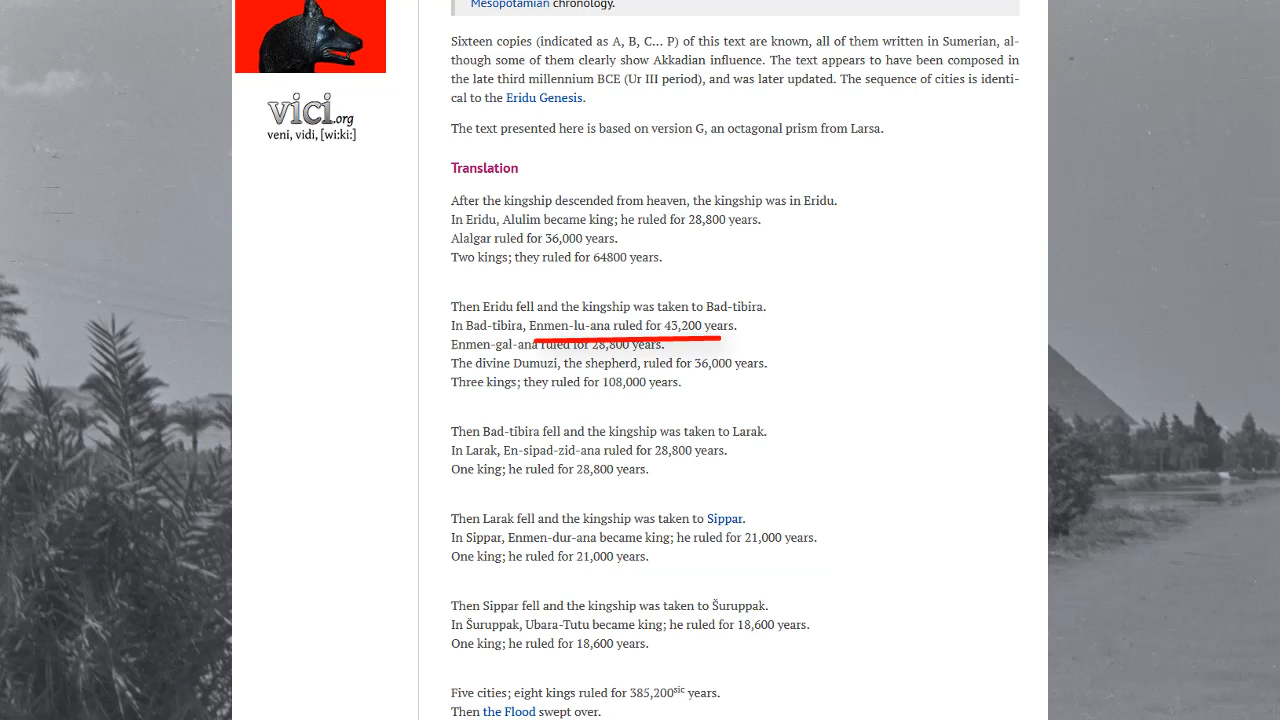 Mesopotamian chronology.
vici.org
veni, vidi, [wi:ki:]
Sixteen copies (indicated as A, B, C... P) of this text are known, all of them written in Sumerian, al-
though some of them clearly show Akkadian influence. The text appears to have been composed in
the late third millennium BCE (Ur III period), and was later updated. The sequence of cities is identi-
cal to the Eridu Genesis.
The text presented here is based on version G, an octagonal prism from Larsa.
Translation
After the kingship descended from heaven, the kingship was in Eridu.
In Eridu, Alulim became king; he ruled for 28,800 years.
Alalgar ruled for 36,000 years.
Two kings; they ruled for 64800 years.
Then Eridu fell and the kingship was taken to Bad-tibira.
In Bad-tibira, Enmen-lu-ana ruled for 43,200 years.
Enmen-gal-ana ruled for 28,800 years.
The divine Dumuzi, the shepherd, ruled for 36,000 years.
Three kings; they ruled for 108,000 years.
Then Bad-tibira fell and the kingship was taken to Larak.
In Larak, En-sipad-zid-ana ruled for 28,800 years.
One king; he ruled for 28,800 years.
Then Larak fell and the kingship was taken to Sippar.
In Sippar, Enmen-dur-ana became king; he ruled for 21,000 years.
One king; he ruled for 21,000 years.
Then Sippar fell and the kingship was taken to Šuruppak.
In Šuruppak, Ubara-Tutu became king; he ruled for 18,600 years.
One king; he ruled for 18,600 years.
Five cities; eight kings ruled for 385,200sic years.
Then the Flood swept over.